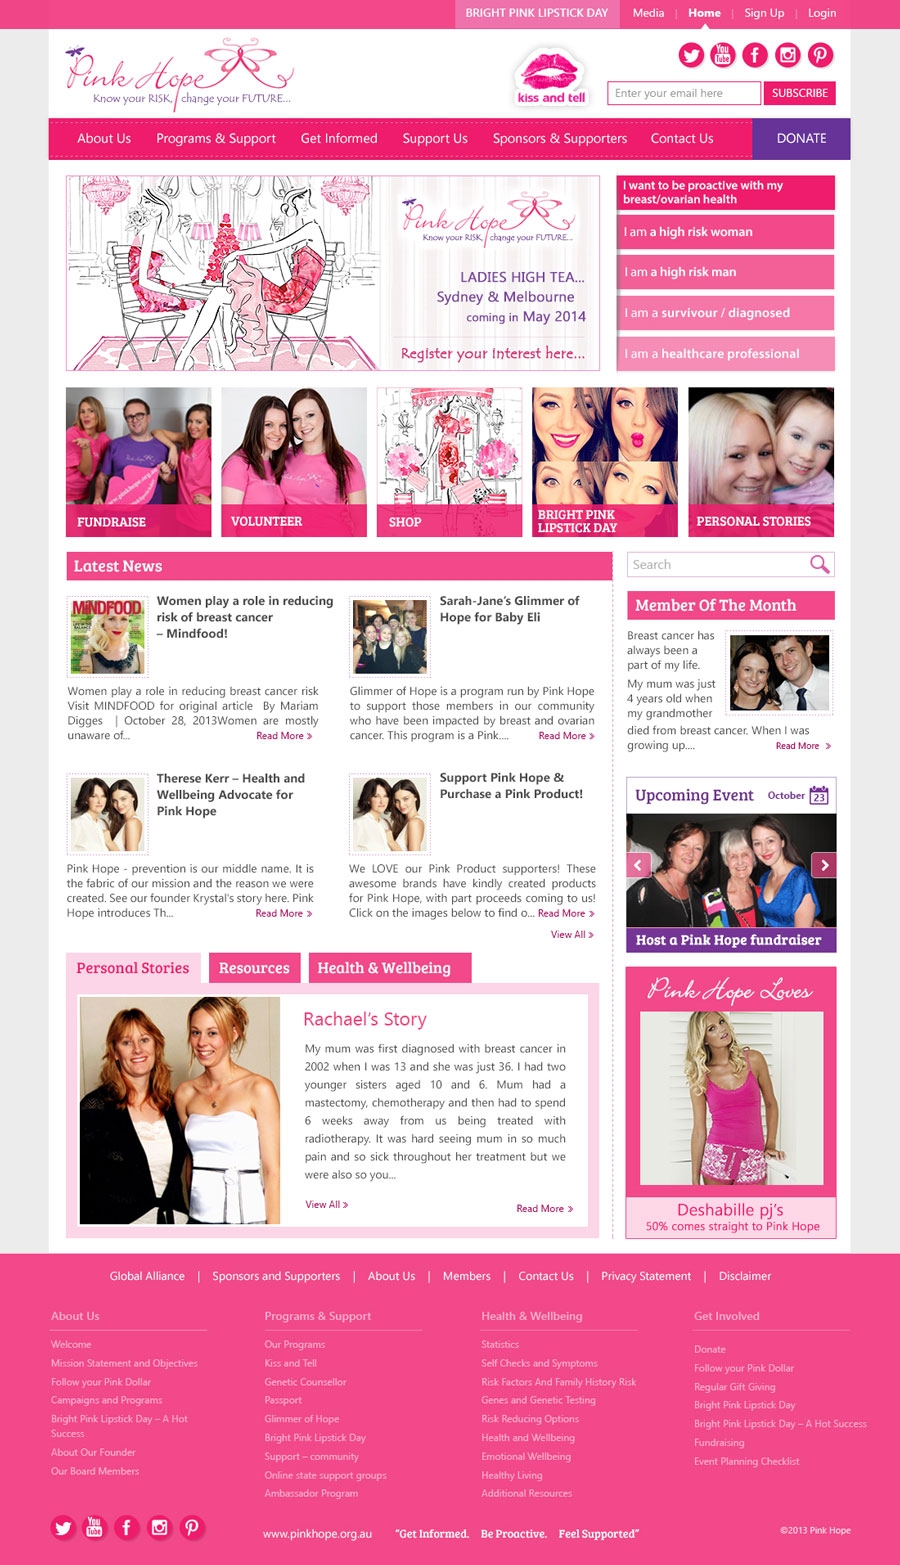 BRIGHT PINK LIPSTICK DAY
Media | Home | Sign Up | Login
Pink Hope
Know your RISK, change your FUTURE...
kiss and tell
You Tube
Enter your email here
SUBSCRIBE
About Us
Programs & Support
Get Informed
Support Us
Sponsors & Supporters
Contact Us
DONATE
Pink Hope
Know your RISK, change your FUTURE...
LADIES HIGH TEA...
Sydney & Melbourne
coming in May 2014
Register your Interest here...
I want to be proactive with my
breast/ovarian health
I am a high risk woman
I am a high risk man
I am a survivour / diagnosed
I am a healthcare professional
FUNDRAISE
VOLUNTEER
SHOP
BRIGHT PINK
LIPSTICK DAY
PERSONAL STORIES
Latest News
MiNDFOOD
Women play a role in reducing
risk of breast cancer
– Mindfood!
Women play a role in reducing breast cancer risk
Visit MINDFOOD for original article By Mariam
Digges | October 28, 2013Women are mostly
unaware of...
Read More »
Sarah-Jane's Glimmer of
Hope for Baby Eli
Glimmer of Hope is a program run by Pink Hope
to support those members in our community
who have been impacted by breast and ovarian
cancer. This program is a Pink....
Read More »
Therese Kerr – Health and
Wellbeing Advocate for
Pink Hope
Pink Hope - prevention is our middle name. It is
the fabric of our mission and the reason we were
created. See our founder Krystal's story here. Pink
Hope introduces Th...
Read More »
Support Pink Hope &
Purchase a Pink Product!
We LOVE our Pink Product supporters! These
awesome brands have kindly created products
for Pink Hope, with part proceeds coming to us!
Click on the images below to find o... Read More »
View All »
Search
Member Of The Month
Breast cancer has
always been a
part of my life.
My mum was just
4 years old when
my grandmother
died from breast cancer. When I was
growing up....
Read More »
Upcoming Event
October 23
Host a Pink Hope fundraiser
Personal Stories
Resources
Health & Wellbeing
Rachael's Story
My mum was first diagnosed with breast cancer in
2002 when I was 13 and she was just 36. I had two
younger sisters aged 10 and 6. Mum had a
mastectomy, chemotherapy and then had to spend
6 weeks away from us being treated with
radiotherapy. It was hard seeing mum in so much
pain and so sick throughout her treatment but we
were also so you...
View All »
Read More »
Pink Hope Loves
Deshabille pj's
50% comes straight to Pink Hope
Global Alliance | Sponsors and Supporters | About Us | Members | Contact Us | Privacy Statement | Disclaimer
About Us
Welcome
Mission Statement and Objectives
Follow your Pink Dollar
Campaigns and Programs
Bright Pink Lipstick Day – A Hot
Success
About Our Founder
Our Board Members
Programs & Support
Our Programs
Kiss and Tell
Genetic Counsellor
Passport
Glimmer of Hope
Bright Pink Lipstick Day
Support – community
Online state support groups
Ambassador Program
Health & Wellbeing
Statistics
Self Checks and Symptoms
Risk Factors And Family History Risk
Genes and Genetic Testing
Risk Reducing Options
Health and Wellbeing
Emotional Wellbeing
Healthy Living
Additional Resources
Get Involved
Donate
Follow your Pink Dollar
Regular Gift Giving
Bright Pink Lipstick Day
Bright Pink Lipstick Day – A Hot Success
Fundraising
Event Planning Checklist
You Tube
www.pinkhope.org.au
"Get Informed. Be Proactive. Feel Supported"
©2013 Pink Hope